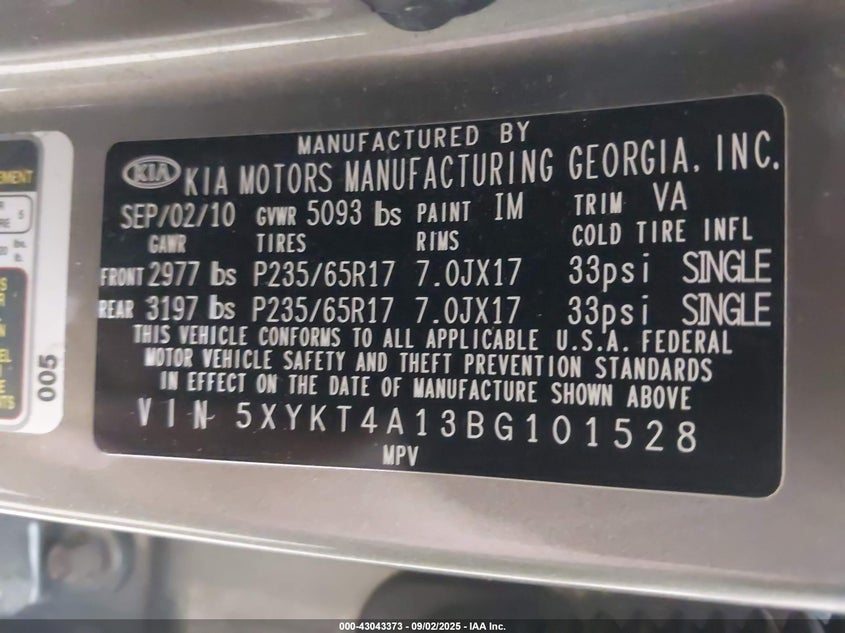 MANUFACTURED BY
KIA KIA MOTORS MANUFACTURING GEORGIA, INC.
SEP/02/10 GVWR 5093 lbs PAINT IM TRIM VA
GAWR TIRES RIMS COLD TIRE INFL
FRONT 2977 lbs P235/65R17 7.0JX17 33psi SINGLE
REAR 3197 lbs P235/65R17 7.0JX17 33psi SINGLE
THIS VEHICLE CONFORMS TO ALL APPLICABLE U.S.A. FEDERAL
MOTOR VEHICLE SAFETY AND THEFT PREVENTION STANDARDS
IN EFFECT ON THE DATE OF MANUFACTURE SHOWN ABOVE
VIN 5XYKT4A13BG101528
MPV
005
000-43043373 - 09/02/2025 - IAA Inc.